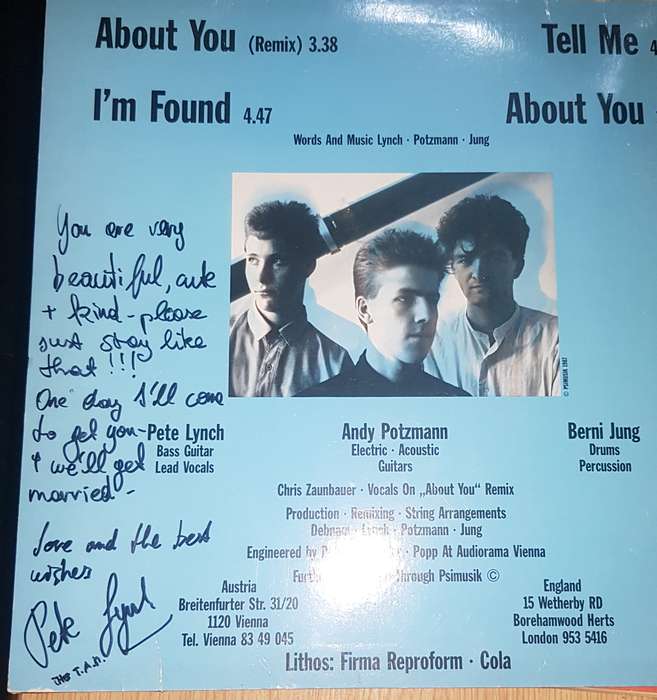 About You (Remix) 3.38
Tell Me 4
I'm Found 4.47
About You
Words And Music Lynch · Potzmann · Jung
You are very
beautiful, cute
+ kind - please
just stay like
that!!!
One day I'll come
to get you -
+ we'll get
married -
love and the best
wishes
Pete Lynch
© PSIMUSIK 1987
Pete Lynch
Bass Guitar
Lead Vocals
Andy Potzmann
Electric · Acoustic
Guitars
Berni Jung
Drums
Percussion
Chris Zaunbauer · Vocals On „About You" Remix
Production · Remixing · String Arrangements
Lynch · Potzmann · Jung
Engineered by · Popp At Audiorama Vienna
Through Psimusik ©
Austria
Breitenfurter Str. 31/20
1120 Vienna
Tel. Vienna 83 49 045
England
15 Wetherby RD
Borehamwood Herts
London 953 5416
Lithos: Firma Reproform · Cola